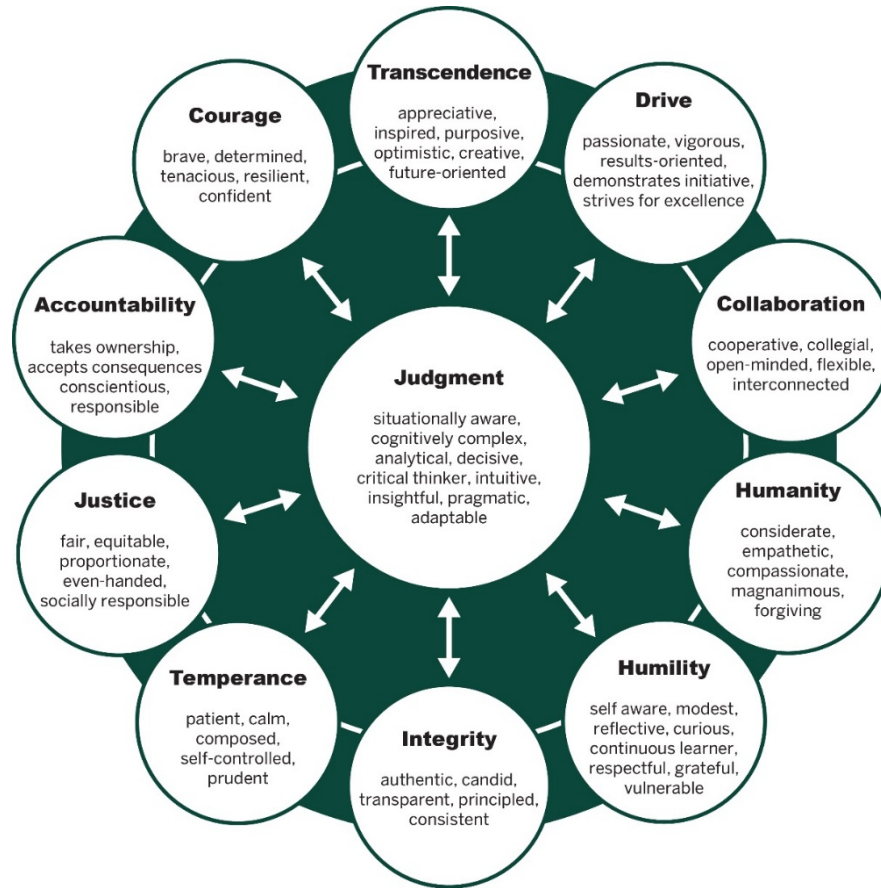 Transcendence
appreciative,
inspired, purposive,
optimistic, creative,
future-oriented
Drive
passionate, vigorous,
results-oriented,
demonstrates initiative,
strives for excellence
Collaboration
cooperative, collegial,
open-minded, flexible,
interconnected
Humanity
considerate,
empathetic,
compassionate,
magnanimous,
forgiving
Humility
self aware, modest,
reflective, curious,
continuous learner,
respectful, grateful,
vulnerable
Integrity
authentic, candid,
transparent, principled,
consistent
Temperance
patient, calm,
composed,
self-controlled,
prudent
Justice
fair, equitable,
proportionate,
even-handed,
socially responsible
Accountability
takes ownership,
accepts consequences
conscientious,
responsible
Courage
brave, determined,
tenacious, resilient,
confident
Judgment
situationally aware,
cognitively complex,
analytical, decisive,
critical thinker, intuitive,
insightful, pragmatic,
adaptable